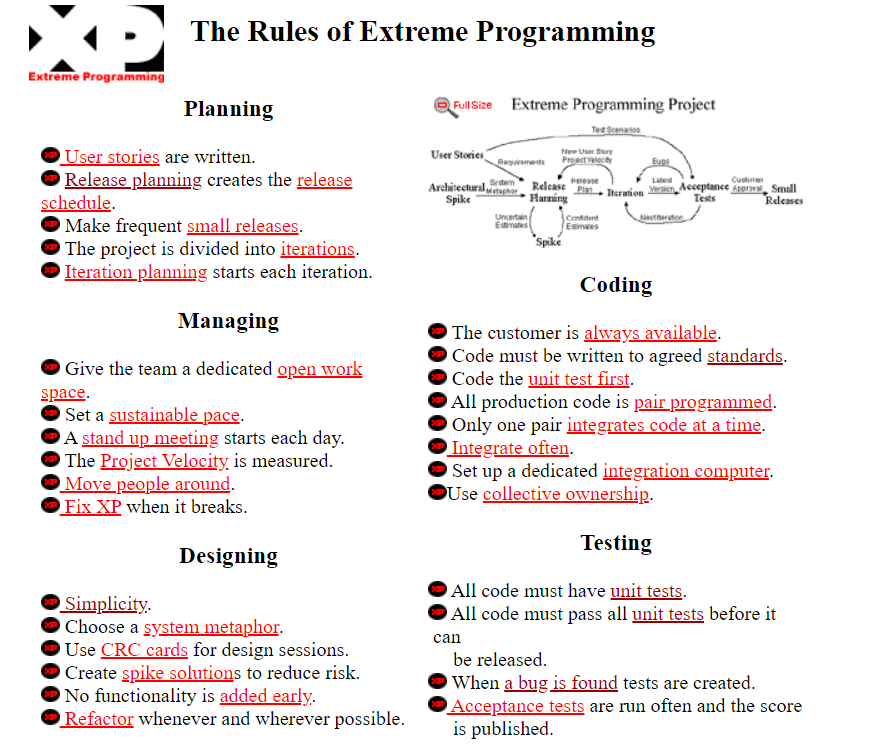 XP
Extreme Programming
The Rules of Extreme Programming
Planning
User stories are written.
Release planning creates the release
schedule.
Make frequent small releases.
The project is divided into iterations.
Iteration planning starts each iteration.
Managing
Give the team a dedicated open work
space.
Set a sustainable pace.
A stand up meeting starts each day.
The Project Velocity is measured.
Move people around.
Fix XP when it breaks.
Designing
Simplicity.
Choose a system metaphor.
Use CRC cards for design sessions.
Create spike solutions to reduce risk.
No functionality is added early.
Refactor whenever and wherever possible.
Full Size
Extreme Programming Project
Test Scenarios
User Stories
Requirements
New User Story
Project Velocity
Bugs
Architectural
Spike
System
Metaphor
Release
Planning
Release
Plan
Iteration
Latest
Version
Acceptance
Tests
Customer
Approval
Small
Releases
Uncertain
Estimates
Confident
Estimates
Next Iteration
Spike
Coding
The customer is always available.
Code must be written to agreed standards.
Code the unit test first.
All production code is pair programmed.
Only one pair integrates code at a time.
Integrate often.
Set up a dedicated integration computer.
Use collective ownership.
Testing
All code must have unit tests.
All code must pass all unit tests before it
can
be released.
When a bug is found tests are created.
Acceptance tests are run often and the score
is published.